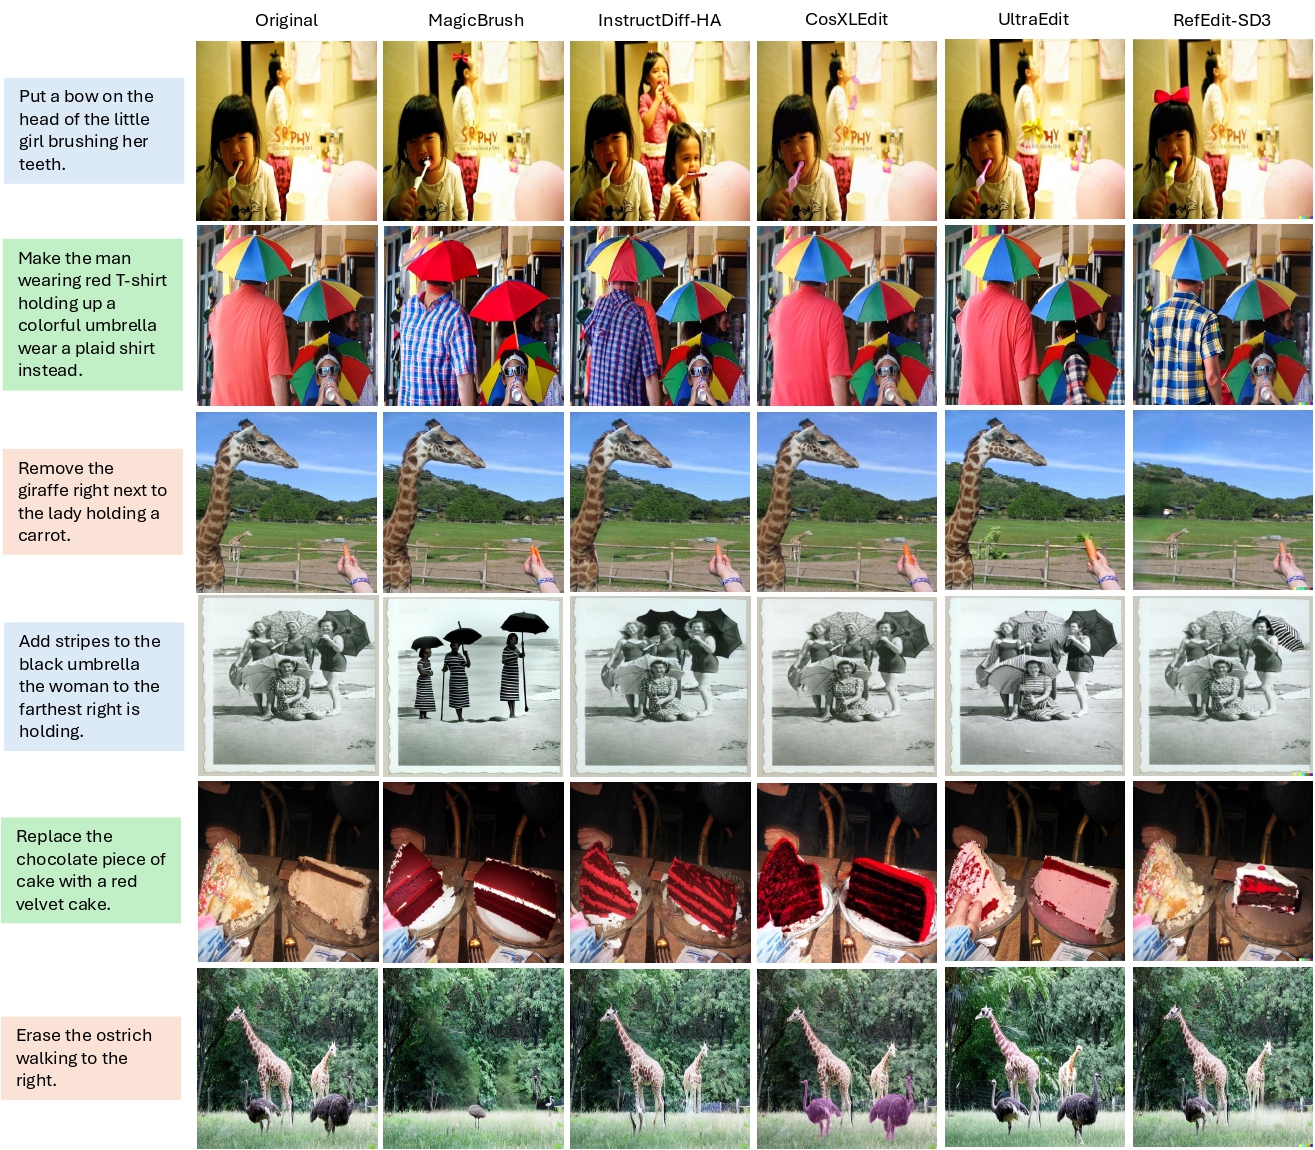 Original MagicBrush InstructDiff-HA CosXLEdit UltraEdit RefEdit-SD3
Put a bow on the
head of the little
girl brushing her
teeth.
Make the man
wearing red T-shirt
holding up a
colorful umbrella
wear a plaid shirt
instead.
Remove the
giraffe right next to
the lady holding a
carrot.
Add stripes to the
black umbrella
the woman to the
farthest right is
holding.
Replace the
chocolate piece of
cake with a red
velvet cake.
Erase the ostrich
walking to the
right.